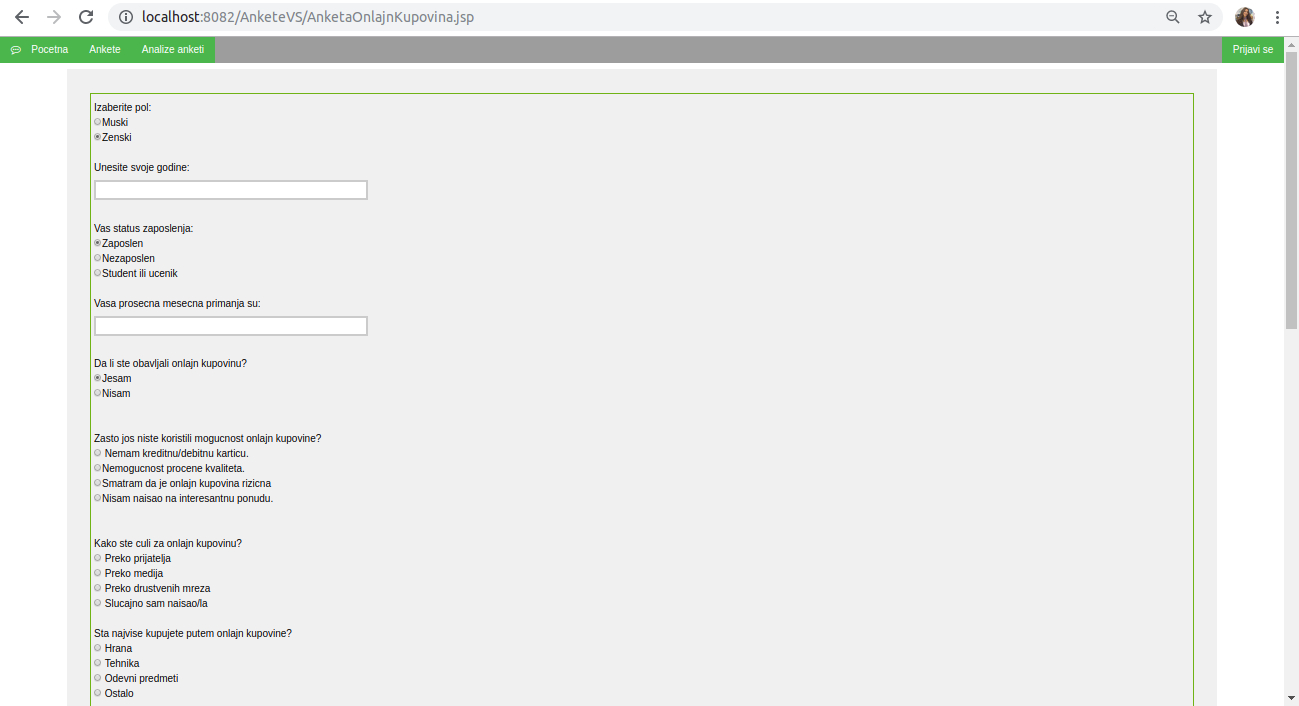 localhost:8082/AnketeVS/AnketaOnlajnKupovina.jsp
Pocetna Ankete Analize anketi Prijavi se
Izaberite pol:
Muski
Zenski
Unesite svoje godine:
Vas status zaposlenja:
Zaposlen
Nezaposlen
Student ili ucenik
Vasa prosecna mesecna primanja su:
Da li ste obavljali onlajn kupovinu?
Jesam
Nisam
Zasto jos niste koristili mogucnost onlajn kupovine?
Nemam kreditnu/debitnu karticu.
Nemogucnost procene kvaliteta.
Smatram da je onlajn kupovina rizicna
Nisam naisao na interesantnu ponudu.
Kako ste culi za onlajn kupovinu?
Preko prijatelja
Preko medija
Preko drustvenih mreza
Slucajno sam naisao/la
Sta najvise kupujete putem onlajn kupovine?
Hrana
Tehnika
Odevni predmeti
Ostalo